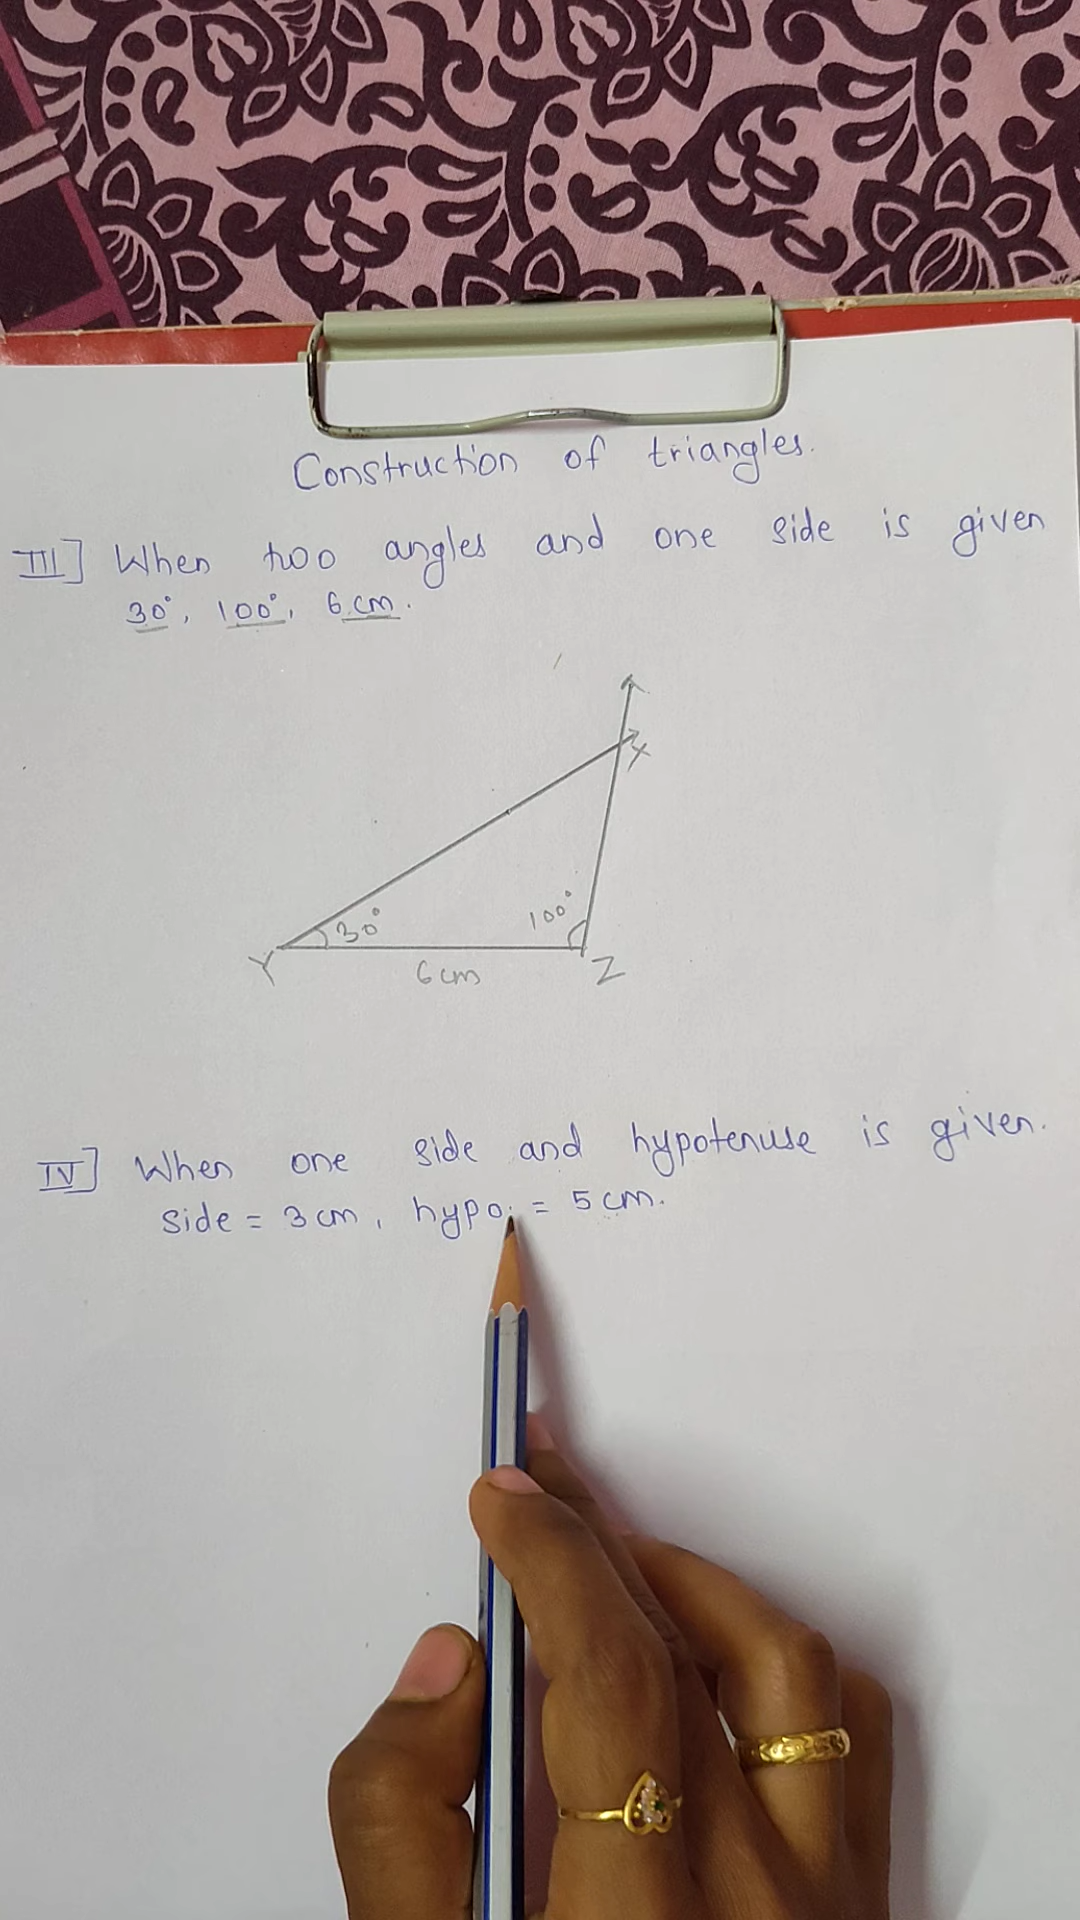 Construction of triangles.
III] When two angles and one side is given
30°, 100°, 6 cm.
X
30°
100°
Y
6 cm
Z
IV] When one side and hypotenuse is given.
side = 3 cm, hypo. = 5 cm.